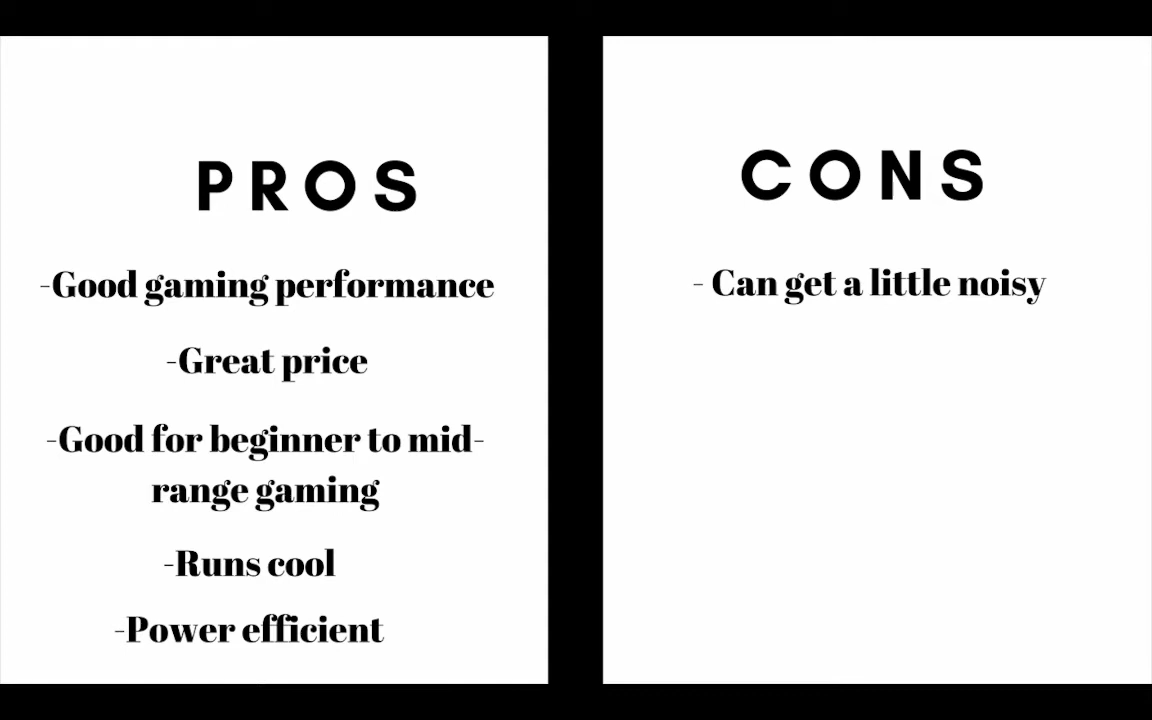 PROS
-Good gaming performance
-Great price
-Good for beginner to mid-
range gaming
-Runs cool
-Power efficient
CONS
- Can get a little noisy